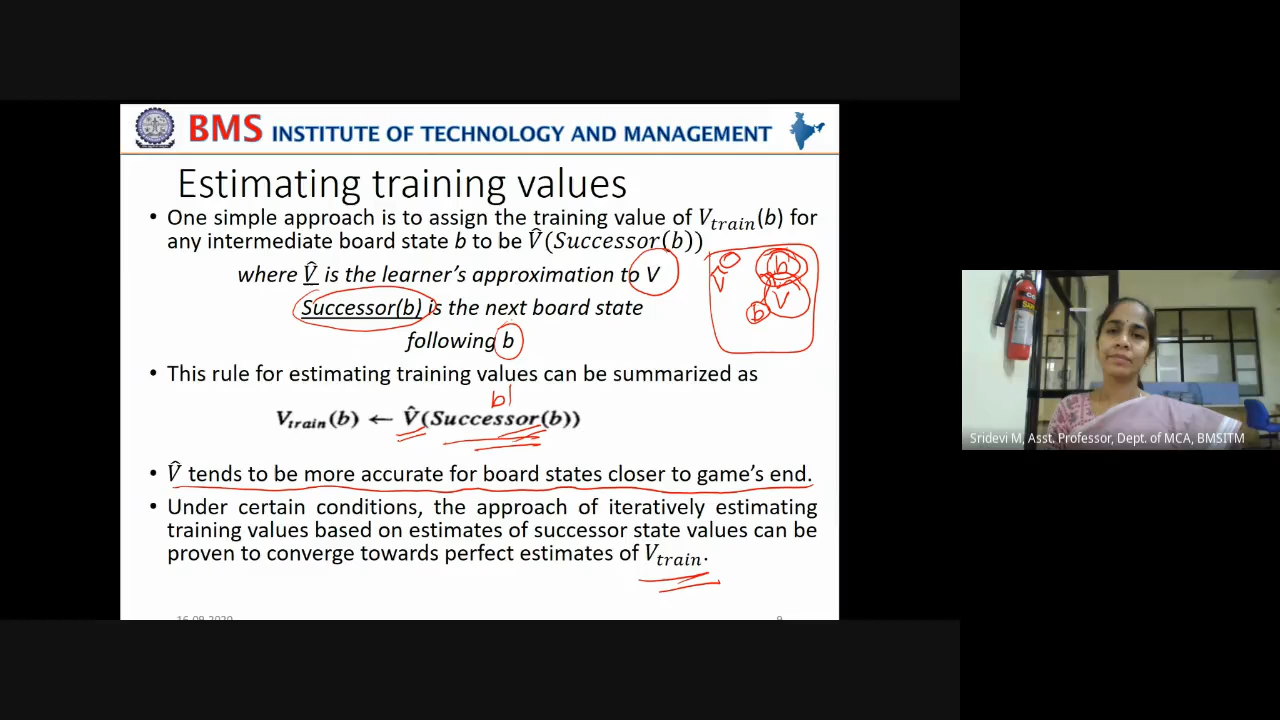 BMS INSTITUTE OF TECHNOLOGY AND MANAGEMENT
Estimating training values
• One simple approach is to assign the training value of V_train(b) for
any intermediate board state b to be V̂(Successor(b))
where V̂ is the learner's approximation to V
Successor(b) is the next board state
following b
• This rule for estimating training values can be summarized as
b1
V_train(b) ← V̂(Successor(b))
• V̂ tends to be more accurate for board states closer to game's end.
• Under certain conditions, the approach of iteratively estimating
training values based on estimates of successor state values can be
proven to converge towards perfect estimates of V_train.
V̂
b
V
b
Sridevi M, Asst. Professor, Dept. of MCA, BMSITM